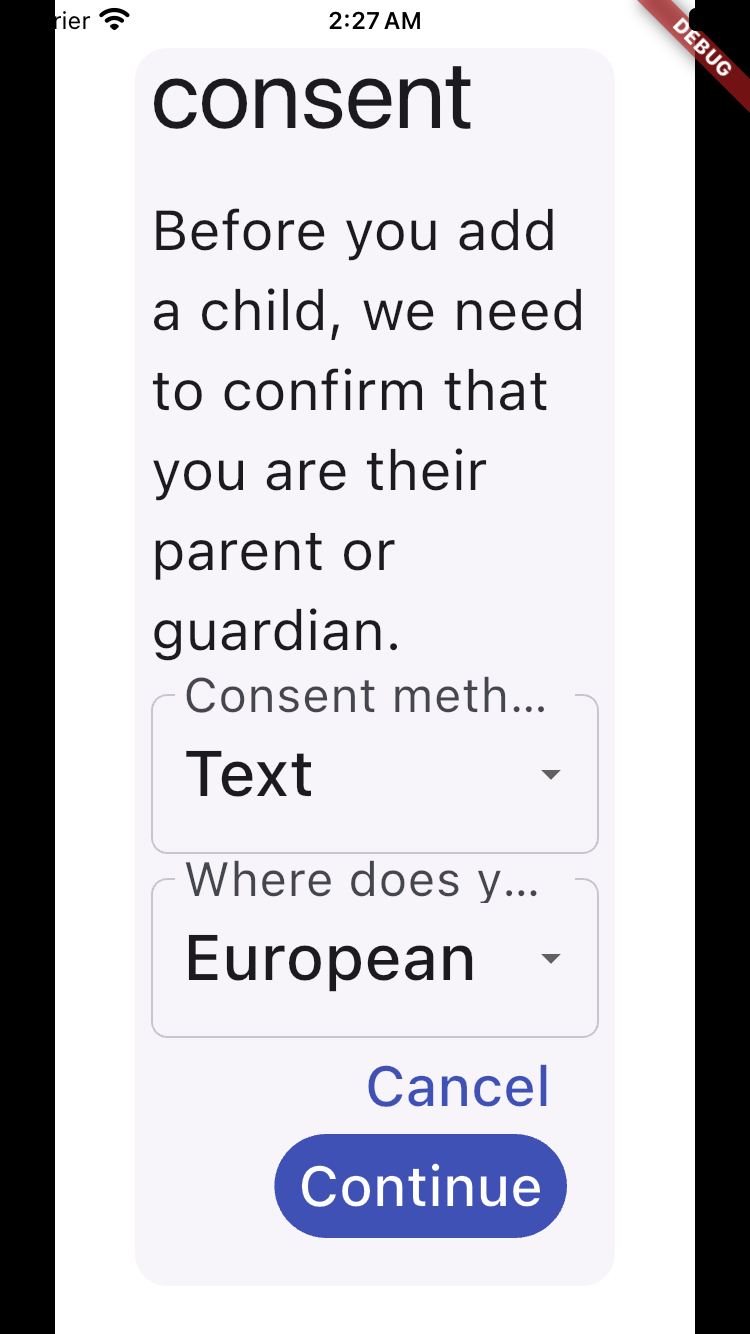 rier 2:27 AM
DEBUG
consent
Before you add
a child, we need
to confirm that
you are their
parent or
guardian.
Consent meth...
Text
Where does y...
European
Cancel
Continue